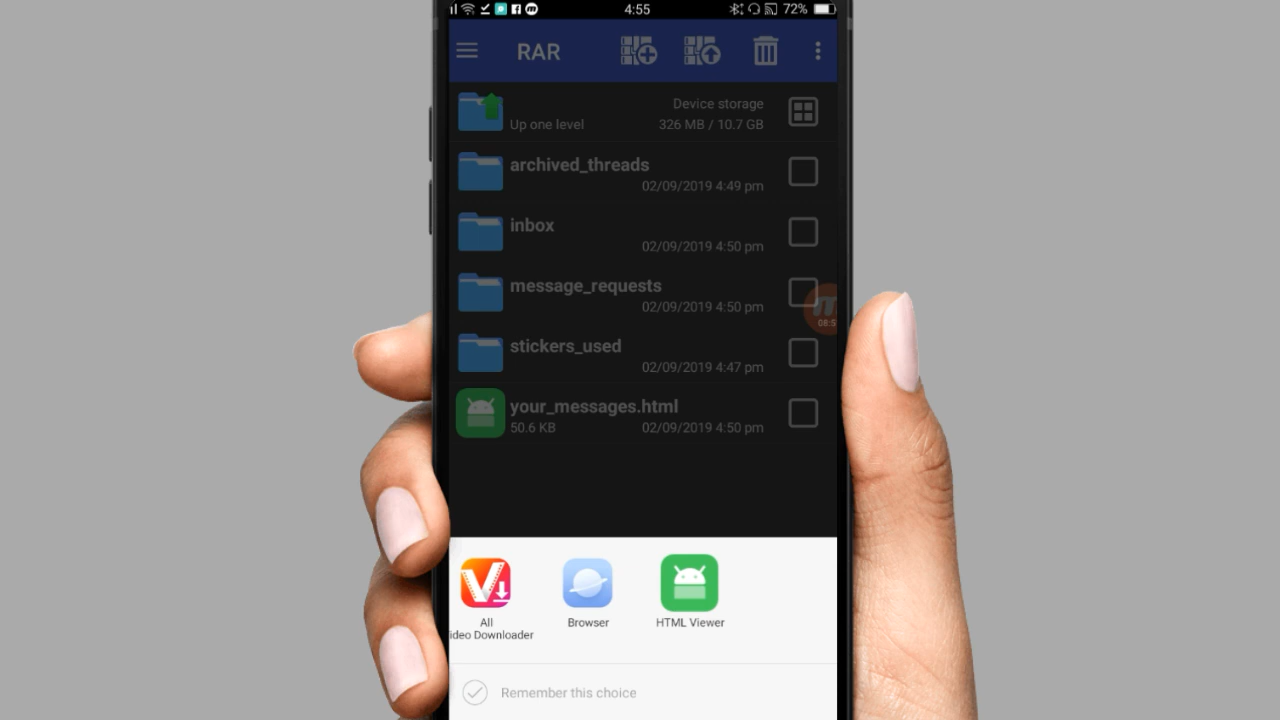 4:55
72%
RAR
Device storage
Up one level
326 MB / 10.7 GB
archived_threads
02/09/2019 4:49 pm
inbox
02/09/2019 4:50 pm
message_requests
02/09/2019 4:50 pm
08:5
stickers_used
02/09/2019 4:47 pm
your_messages.html
50.6 KB
02/09/2019 4:50 pm
All
ideo Downloader
Browser
HTML Viewer
Remember this choice